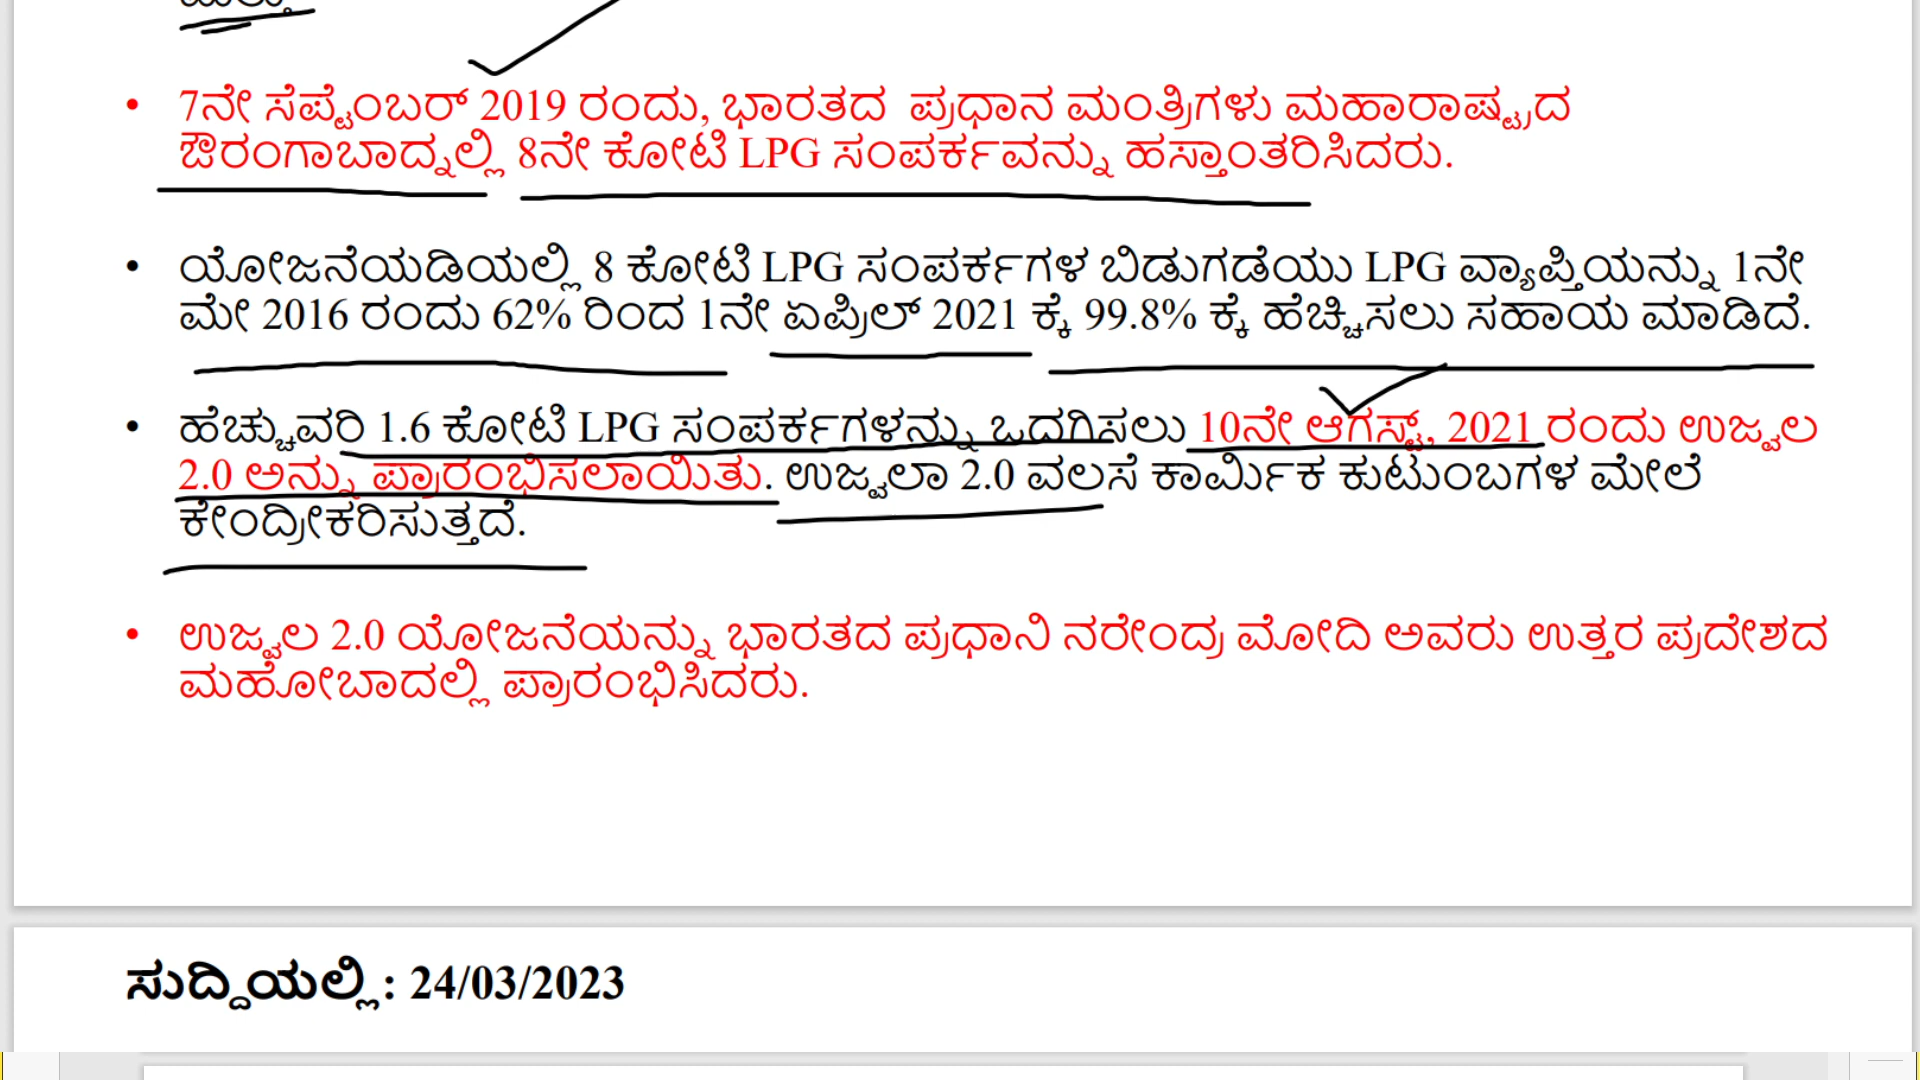 • 7ನೇ ಸೆಪ್ಟೆಂಬರ್ 2019 ರಂದು, ಭಾರತದ ಪ್ರಧಾನ ಮಂತ್ರಿಗಳು ಮಹಾರಾಷ್ಟ್ರದ
ಔರಂಗಾಬಾದ್ನಲ್ಲಿ 8ನೇ ಕೋಟಿ LPG ಸಂಪರ್ಕವನ್ನು ಹಸ್ತಾಂತರಿಸಿದರು.
• ಯೋಜನೆಯಡಿಯಲ್ಲಿ 8 ಕೋಟಿ LPG ಸಂಪರ್ಕಗಳ ಬಿಡುಗಡೆಯು LPG ವ್ಯಾಪ್ತಿಯನ್ನು 1ನೇ
ಮೇ 2016 ರಂದು 62% ರಿಂದ 1ನೇ ಏಪ್ರಿಲ್ 2021 ಕ್ಕೆ 99.8% ಕ್ಕೆ ಹೆಚ್ಚಿಸಲು ಸಹಾಯ ಮಾಡಿದೆ.
• ಹೆಚ್ಚುವರಿ 1.6 ಕೋಟಿ LPG ಸಂಪರ್ಕಗಳನ್ನು ಒದಗಿಸಲು 10ನೇ ಆಗಸ್ಟ್, 2021 ರಂದು ಉಜ್ವಲ
2.0 ಅನ್ನು ಪ್ರಾರಂಭಿಸಲಾಯಿತು. ಉಜ್ವಲಾ 2.0 ವಲಸೆ ಕಾರ್ಮಿಕ ಕುಟುಂಬಗಳ ಮೇಲೆ
ಕೇಂದ್ರೀಕರಿಸುತ್ತದೆ.
• ಉಜ್ವಲ 2.0 ಯೋಜನೆಯನ್ನು ಭಾರತದ ಪ್ರಧಾನಿ ನರೇಂದ್ರ ಮೋದಿ ಅವರು ಉತ್ತರ ಪ್ರದೇಶದ
ಮಹೋಬಾದಲ್ಲಿ ಪ್ರಾರಂಭಿಸಿದರು.
ಸುದ್ದಿಯಲ್ಲಿ : 24/03/2023